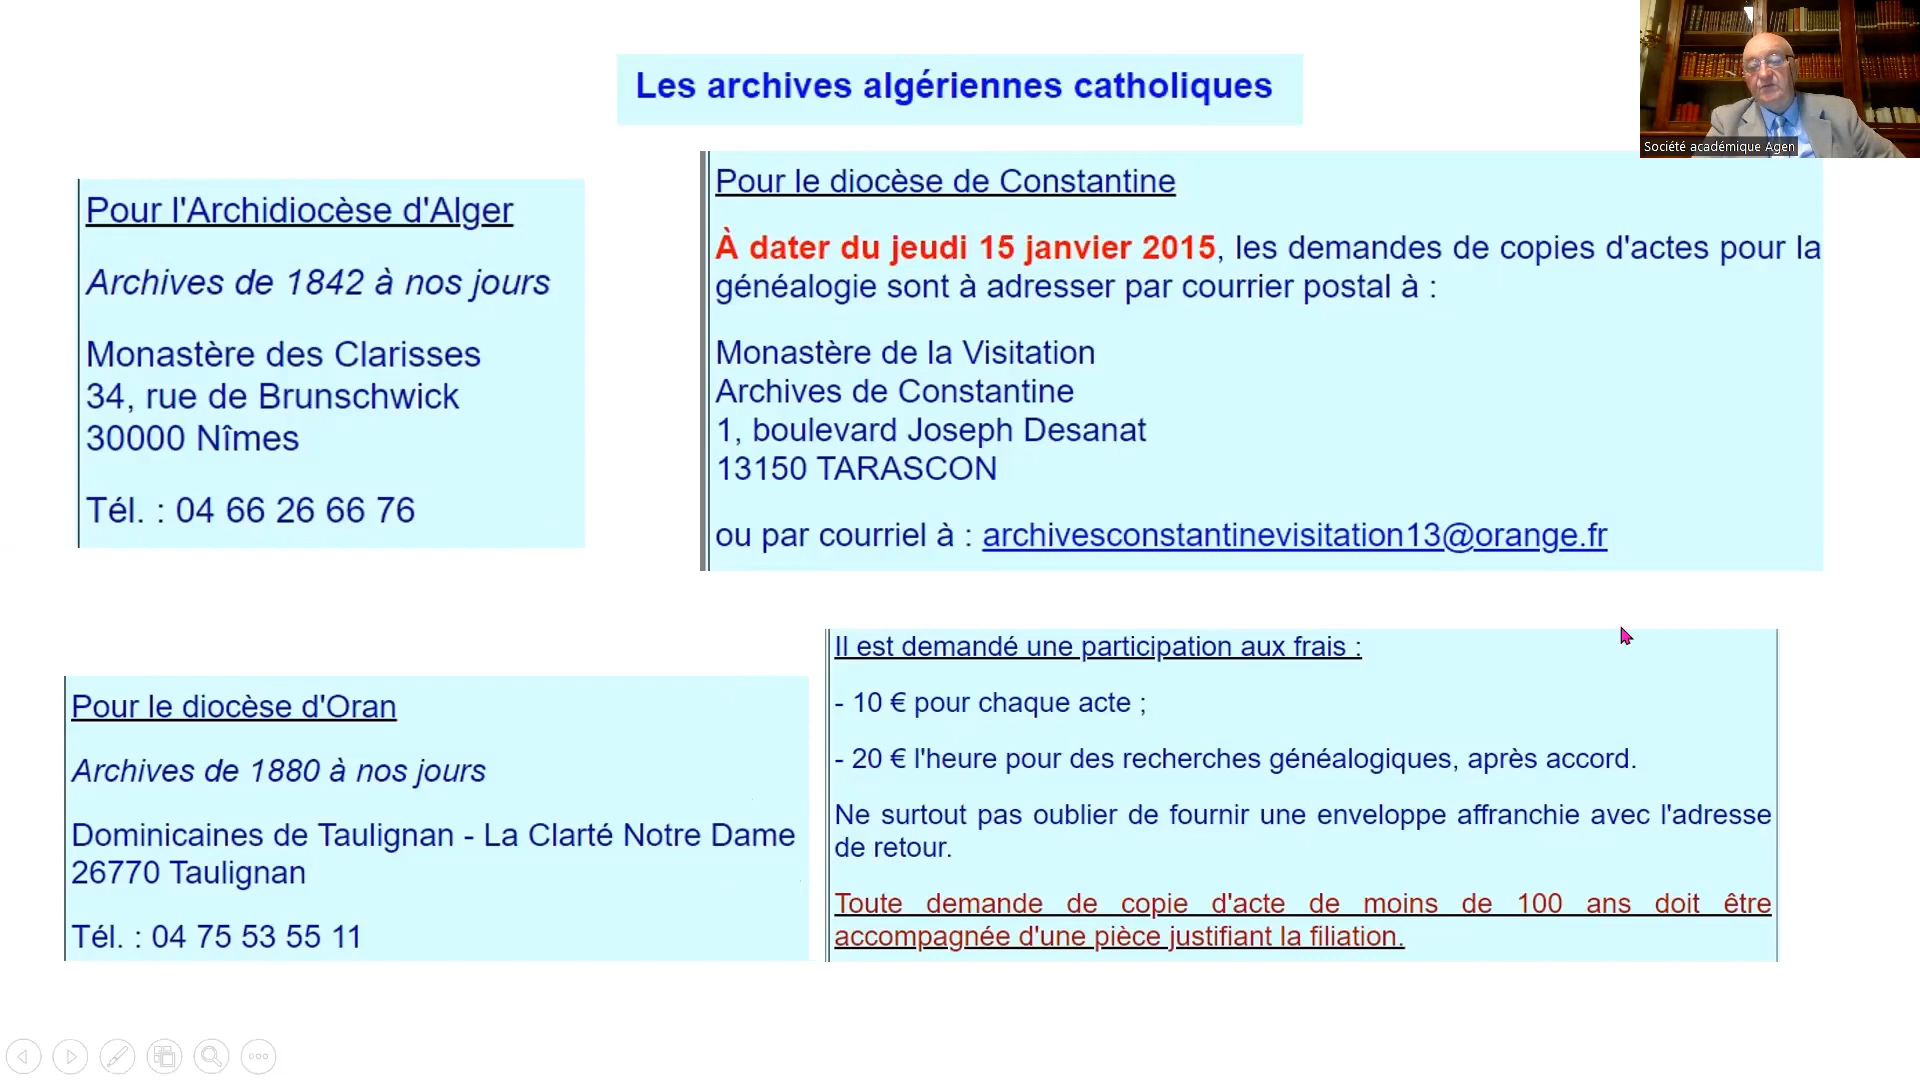 Les archives algériennes catholiques
Société académique Agen
Pour l'Archidiocèse d'Alger
Archives de 1842 à nos jours
Monastère des Clarisses
34, rue de Brunschwick
30000 Nîmes
Tél. : 04 66 26 66 76
Pour le diocèse de Constantine
À dater du jeudi 15 janvier 2015, les demandes de copies d'actes pour la
généalogie sont à adresser par courrier postal à :
Monastère de la Visitation
Archives de Constantine
1, boulevard Joseph Desanat
13150 TARASCON
ou par courriel à : archivesconstantinevisitation13@orange.fr
Pour le diocèse d'Oran
Archives de 1880 à nos jours
Dominicaines de Taulignan - La Clarté Notre Dame
26770 Taulignan
Tél. : 04 75 53 55 11
Il est demandé une participation aux frais :
- 10 € pour chaque acte ;
- 20 € l'heure pour des recherches généalogiques, après accord.
Ne surtout pas oublier de fournir une enveloppe affranchie avec l'adresse
de retour.
Toute demande de copie d'acte de moins de 100 ans doit être
accompagnée d'une pièce justifiant la filiation.